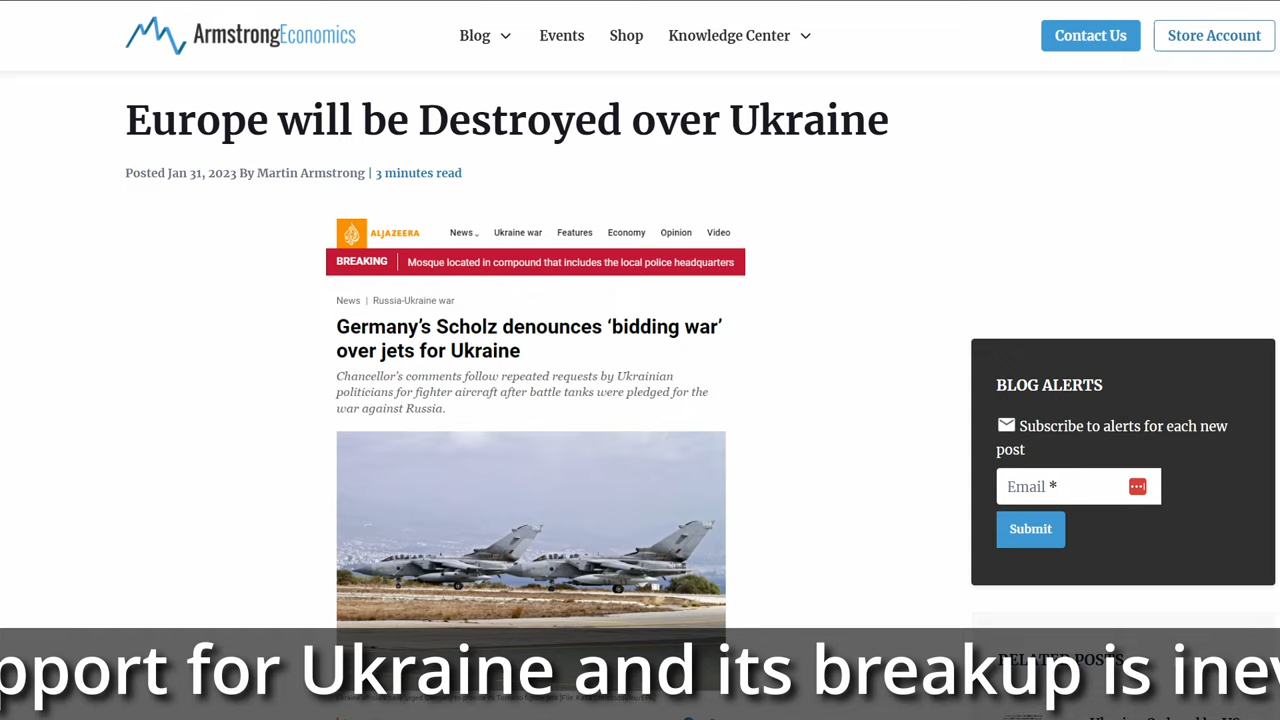 ArmstrongEconomics
Blog Events Shop Knowledge Center Contact Us Store Account
Europe will be Destroyed over Ukraine
Posted Jan 31, 2023 By Martin Armstrong | 3 minutes read
ALJAZEERA News Ukraine war Features Economy Opinion Video
BREAKING Mosque located in compound that includes the local police headquarters
News | Russia-Ukraine war
Germany’s Scholz denounces ‘bidding war’
over jets for Ukraine
Chancellor’s comments follow repeated requests by Ukrainian
politicians for fighter aircraft after battle tanks were pledged for the
war against Russia.
BLOG ALERTS
Subscribe to alerts for each new
post
Email *
Submit
RELATED POSTS
pport for Ukraine and its breakup is inev